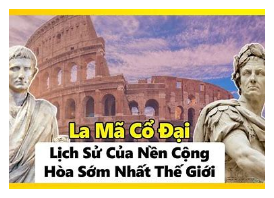 La Mã Cổ Đại
Lịch Sử Của Nền Cộng
Hòa Sớm Nhất Thế Giới